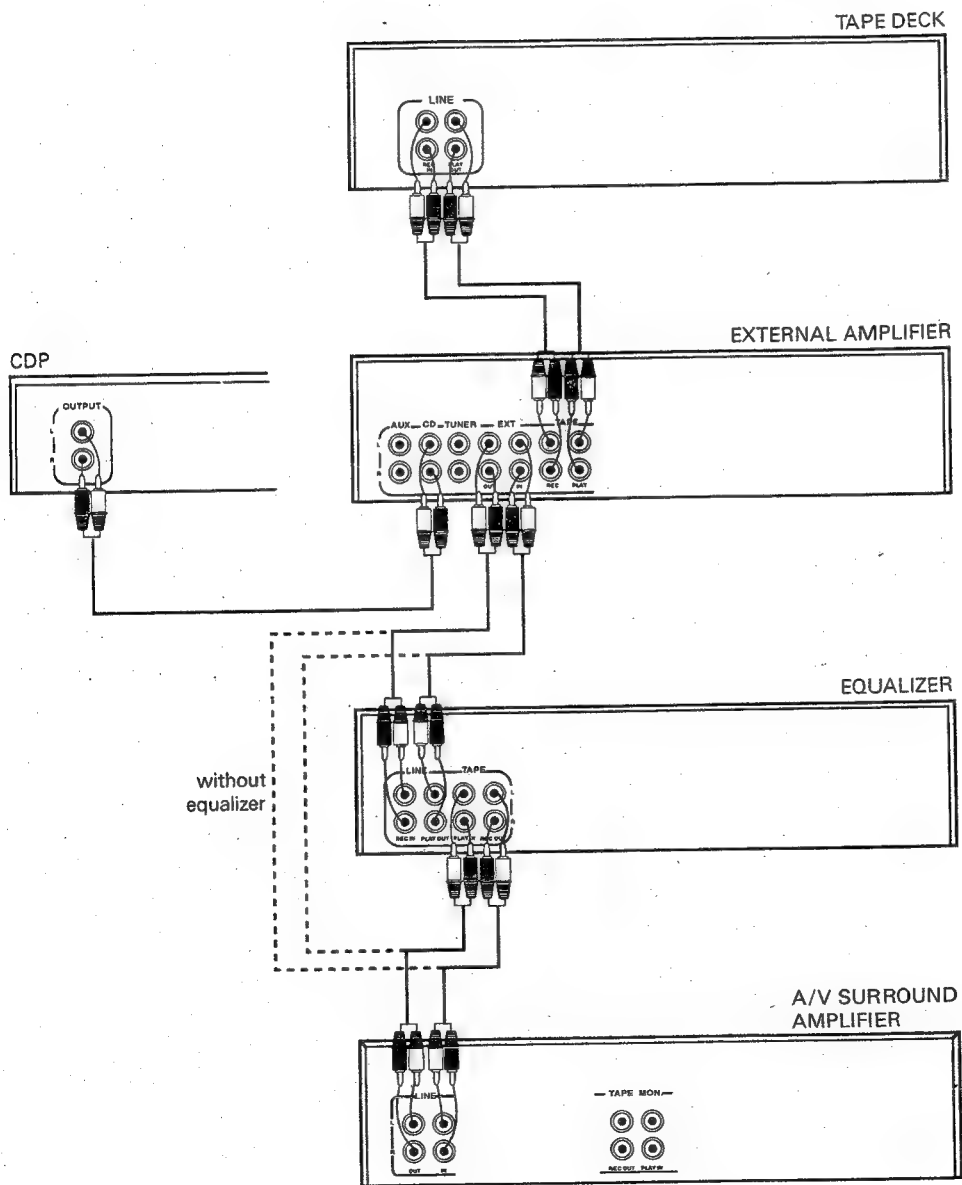 TAPE DECK
LINE
REC IN
PLAY OUT
EXTERNAL AMPLIFIER
CDP
OUTPUT
L
R
AUX CD TUNER EXT TAPE
L
R
OUT IN REC PLAY
EQUALIZER
without
equalizer
LINE TAPE
L
R
REC IN PLAY OUT PLAY IN REC OUT
A/V SURROUND
AMPLIFIER
LINE
L
R
OUT IN
TAPE MON.
REC OUT PLAY IN